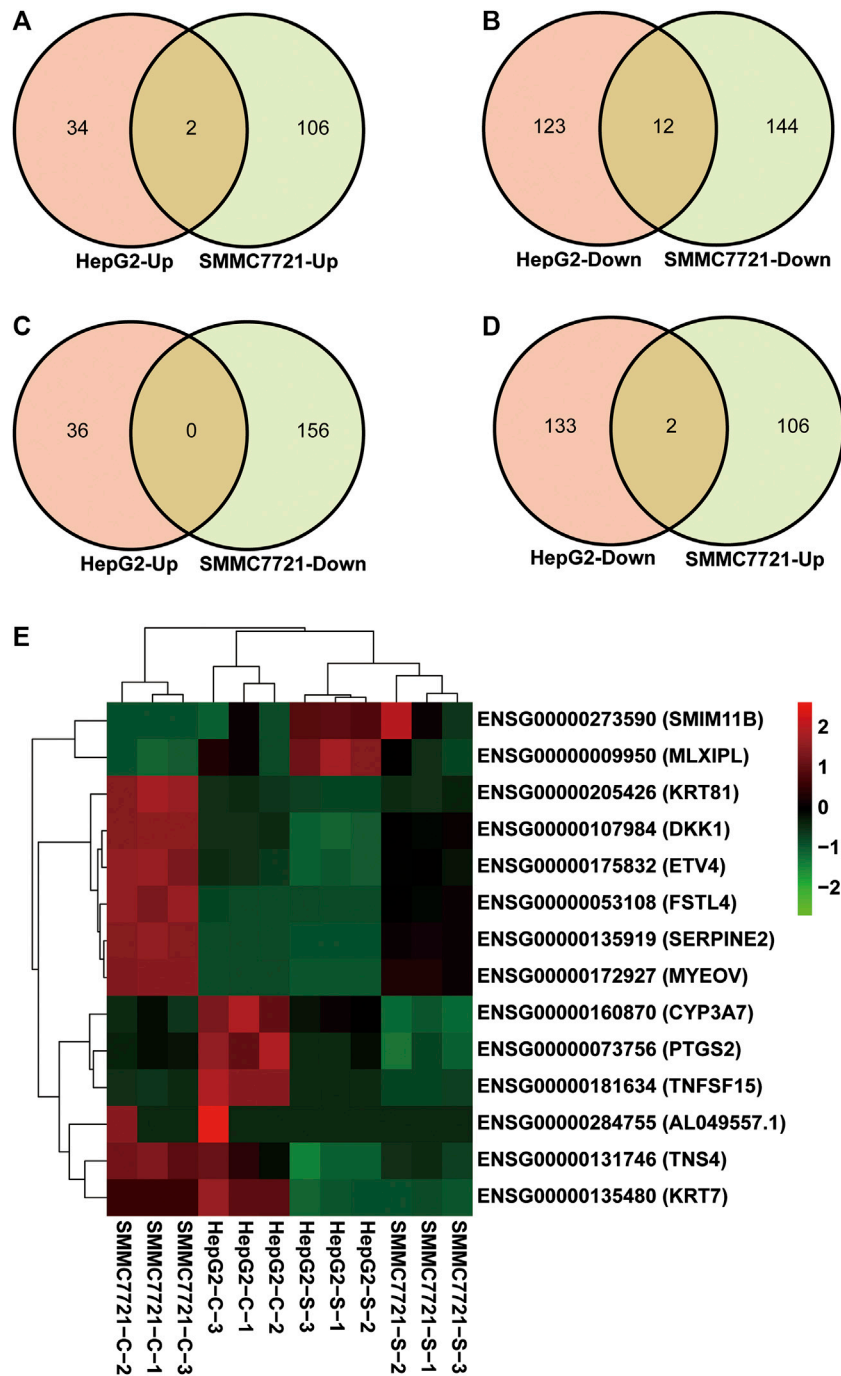 A
34
2
106
HepG2-Up
SMMC7721-Up
B
123
12
144
HepG2-Down
SMMC7721-Down
C
36
0
156
HepG2-Up
SMMC7721-Down
D
133
2
106
HepG2-Down
SMMC7721-Up
E
ENSG00000273590 (SMIM11B)
ENSG00000009950 (MLXIPL)
ENSG00000205426 (KRT81)
ENSG00000107984 (DKK1)
ENSG00000175832 (ETV4)
ENSG00000053108 (FSTL4)
ENSG00000135919 (SERPINE2)
ENSG00000172927 (MYEOV)
ENSG00000160870 (CYP3A7)
ENSG00000073756 (PTGS2)
ENSG00000181634 (TNFSF15)
ENSG00000284755 (AL049557.1)
ENSG00000131746 (TNS4)
ENSG00000135480 (KRT7)
2
1
0
−1
−2
SMMC7721−C−2
SMMC7721−C−1
SMMC7721−C−3
HepG2−C−3
HepG2−C−1
HepG2−C−2
HepG2−S−3
HepG2−S−1
HepG2−S−2
SMMC7721−S−2
SMMC7721−S−1
SMMC7721−S−3